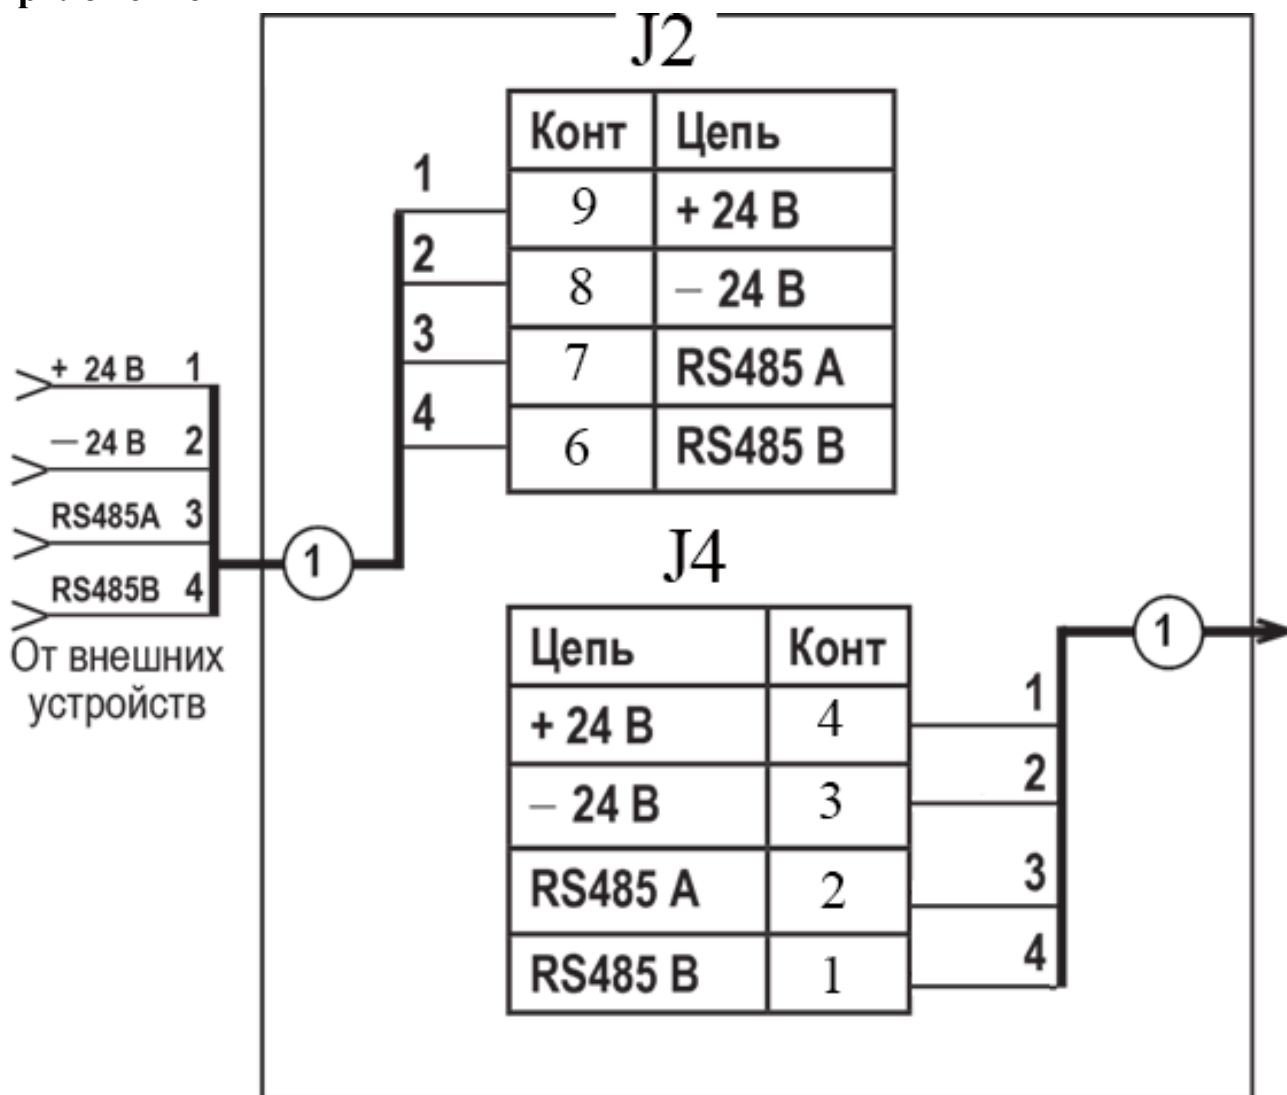 J2
Конт Цепь
1 9 + 24 В
2 8 – 24 В
3 7 RS485 A
4 6 RS485 B
+ 24 В 1
– 24 В 2
RS485A 3
RS485B 4
От внешних
устройств
1
J4
Цепь Конт
+ 24 В 4 1
– 24 В 3 2
RS485 A 2 3
RS485 B 1 4
1